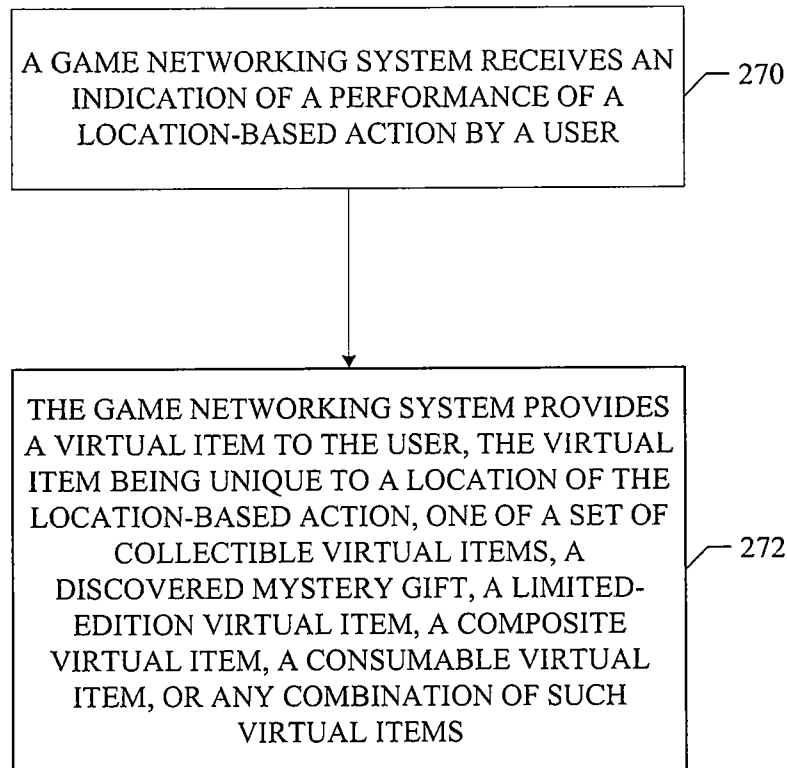 A GAME NETWORKING SYSTEM RECEIVES AN
INDICATION OF A PERFORMANCE OF A
LOCATION-BASED ACTION BY A USER
270
THE GAME NETWORKING SYSTEM PROVIDES
A VIRTUAL ITEM TO THE USER, THE VIRTUAL
ITEM BEING UNIQUE TO A LOCATION OF THE
LOCATION-BASED ACTION, ONE OF A SET OF
COLLECTIBLE VIRTUAL ITEMS, A
DISCOVERED MYSTERY GIFT, A LIMITED-
EDITION VIRTUAL ITEM, A COMPOSITE
VIRTUAL ITEM, A CONSUMABLE VIRTUAL
ITEM, OR ANY COMBINATION OF SUCH
VIRTUAL ITEMS
272